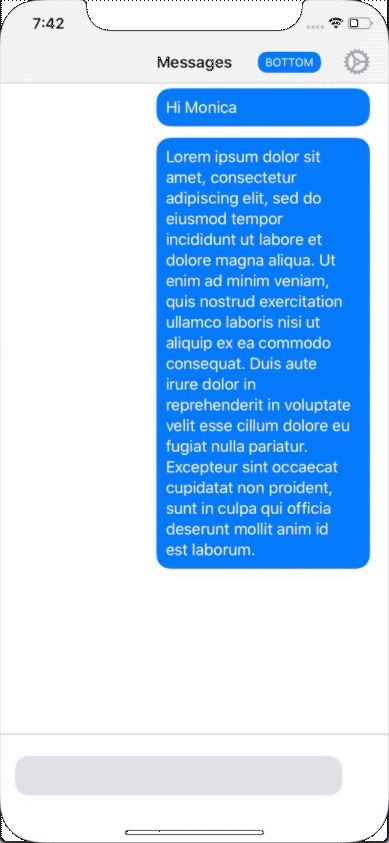 7:42
Messages
BOTTOM
Hi Monica
Lorem ipsum dolor sit
amet, consectetur
adipiscing elit, sed do
eiusmod tempor
incididunt ut labore et
dolore magna aliqua. Ut
enim ad minim veniam,
quis nostrud exercitation
ullamco laboris nisi ut
aliquip ex ea commodo
consequat. Duis aute
irure dolor in
reprehenderit in voluptate
velit esse cillum dolore eu
fugiat nulla pariatur.
Excepteur sint occaecat
cupidatat non proident,
sunt in culpa qui officia
deserunt mollit anim id
est laborum.